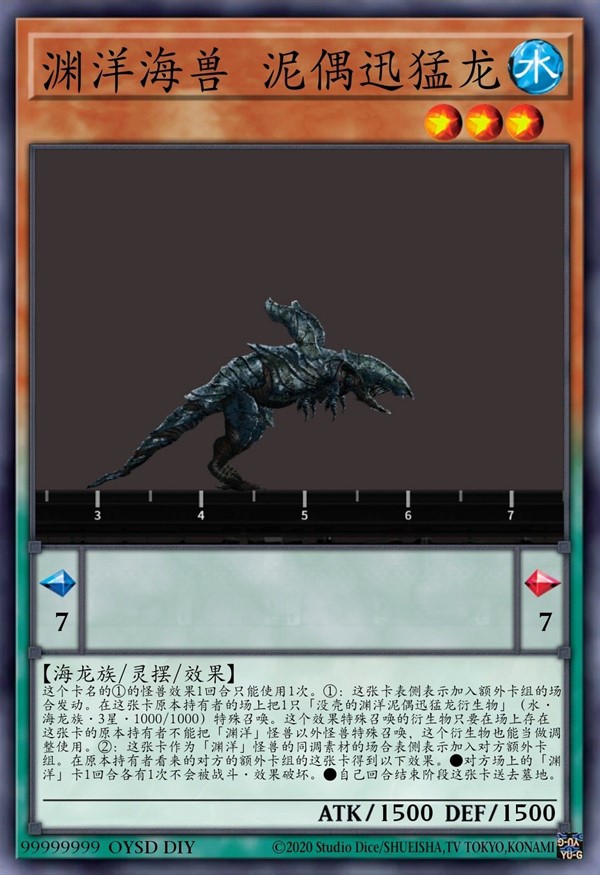 渊洋海兽 泥偶迅猛龙
水
3 4 5 6 7
7 7
【海龙族/灵摆/效果】
这个卡名的①的怪兽效果1回合只能使用1次。①：这张卡表侧表示加入额外卡组的场
合发动。在这张卡原本持有者的场上把1只「没壳的渊洋泥偶迅猛龙衍生物」（水·
海龙族·3星·1000/1000）特殊召唤。这个效果特殊召唤的衍生物只要在场上存在
这张卡的原本持有者不能把「渊洋」怪兽以外怪兽特殊召唤，这个衍生物也能当做调
整使用。②：这张卡作为「渊洋」怪兽的同调素材的场合表侧表示加入对方额外卡
组。在原本持有者看来的对方的额外卡组的这张卡得到以下效果。●对方场上的「渊
洋」卡1回合各有1次不会被战斗·效果破坏。●自己回合结束阶段这张卡送去墓地。
ATK/1500 DEF/1500
99999999 OYSD DIY ©2020 Studio Dice/SHUEISHA,TV TOKYO,KONAMI